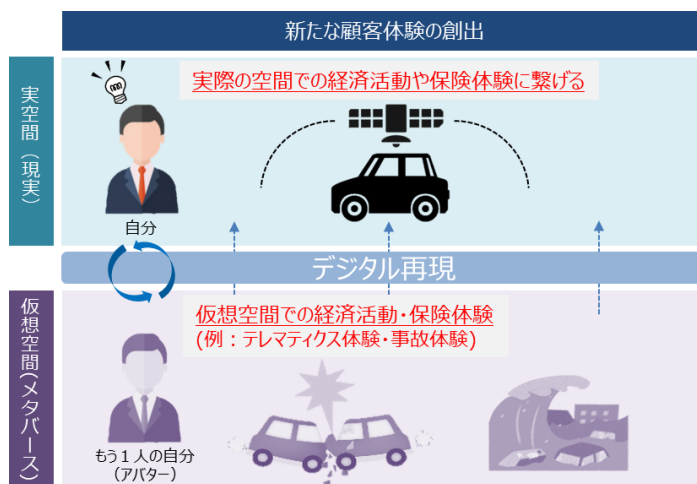 新たな顧客体験の創出
実空間（現実）
実際の空間での経済活動や保険体験に繋げる
自分
デジタル再現
仮想空間(メタバース)
仮想空間での経済活動・保険体験
(例：テレマティクス体験・事故体験)
もう１人の自分
（アバター）